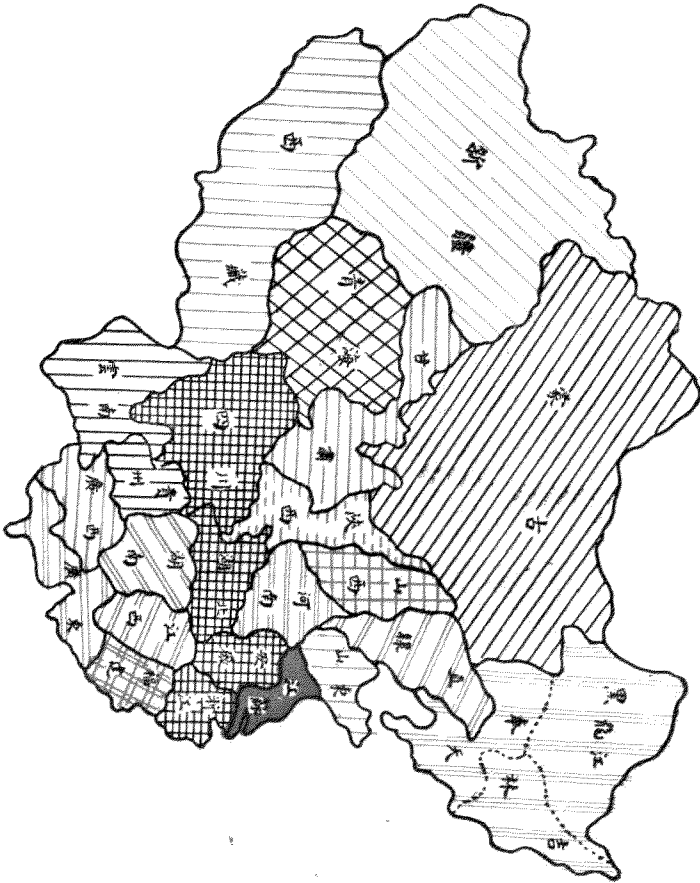 黑龍江
吉林
奉天
蒙古
新疆
直隸
山西
山東
陝西
甘肅
青海
河南
江蘇
安徽
湖北
四川
西藏
浙江
江西
湖南
貴州
雲南
福建
廣東
廣西